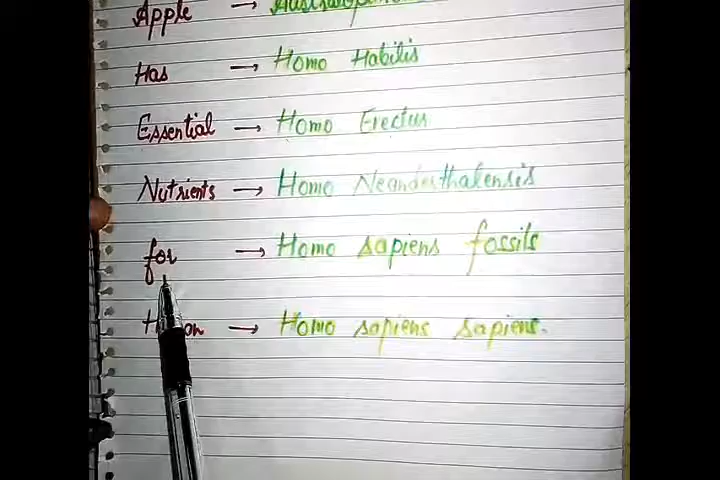 Apple →
Has → Homo Habilis
Essential → Homo Erectus
Nutrients → Homo Neanderthalensis
for → Homo sapiens fossils
→ Homo sapiens sapiens.